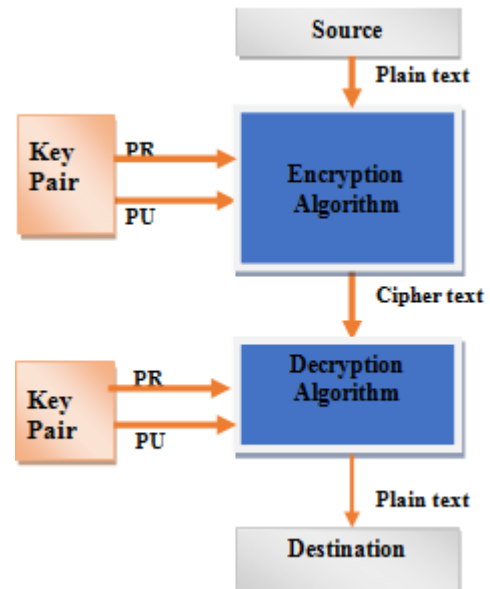 Source
Plain text
Key
Pair
PR
PU
Encryption
Algorithm
Cipher text
Key
Pair
PR
PU
Decryption
Algorithm
Plain text
Destination